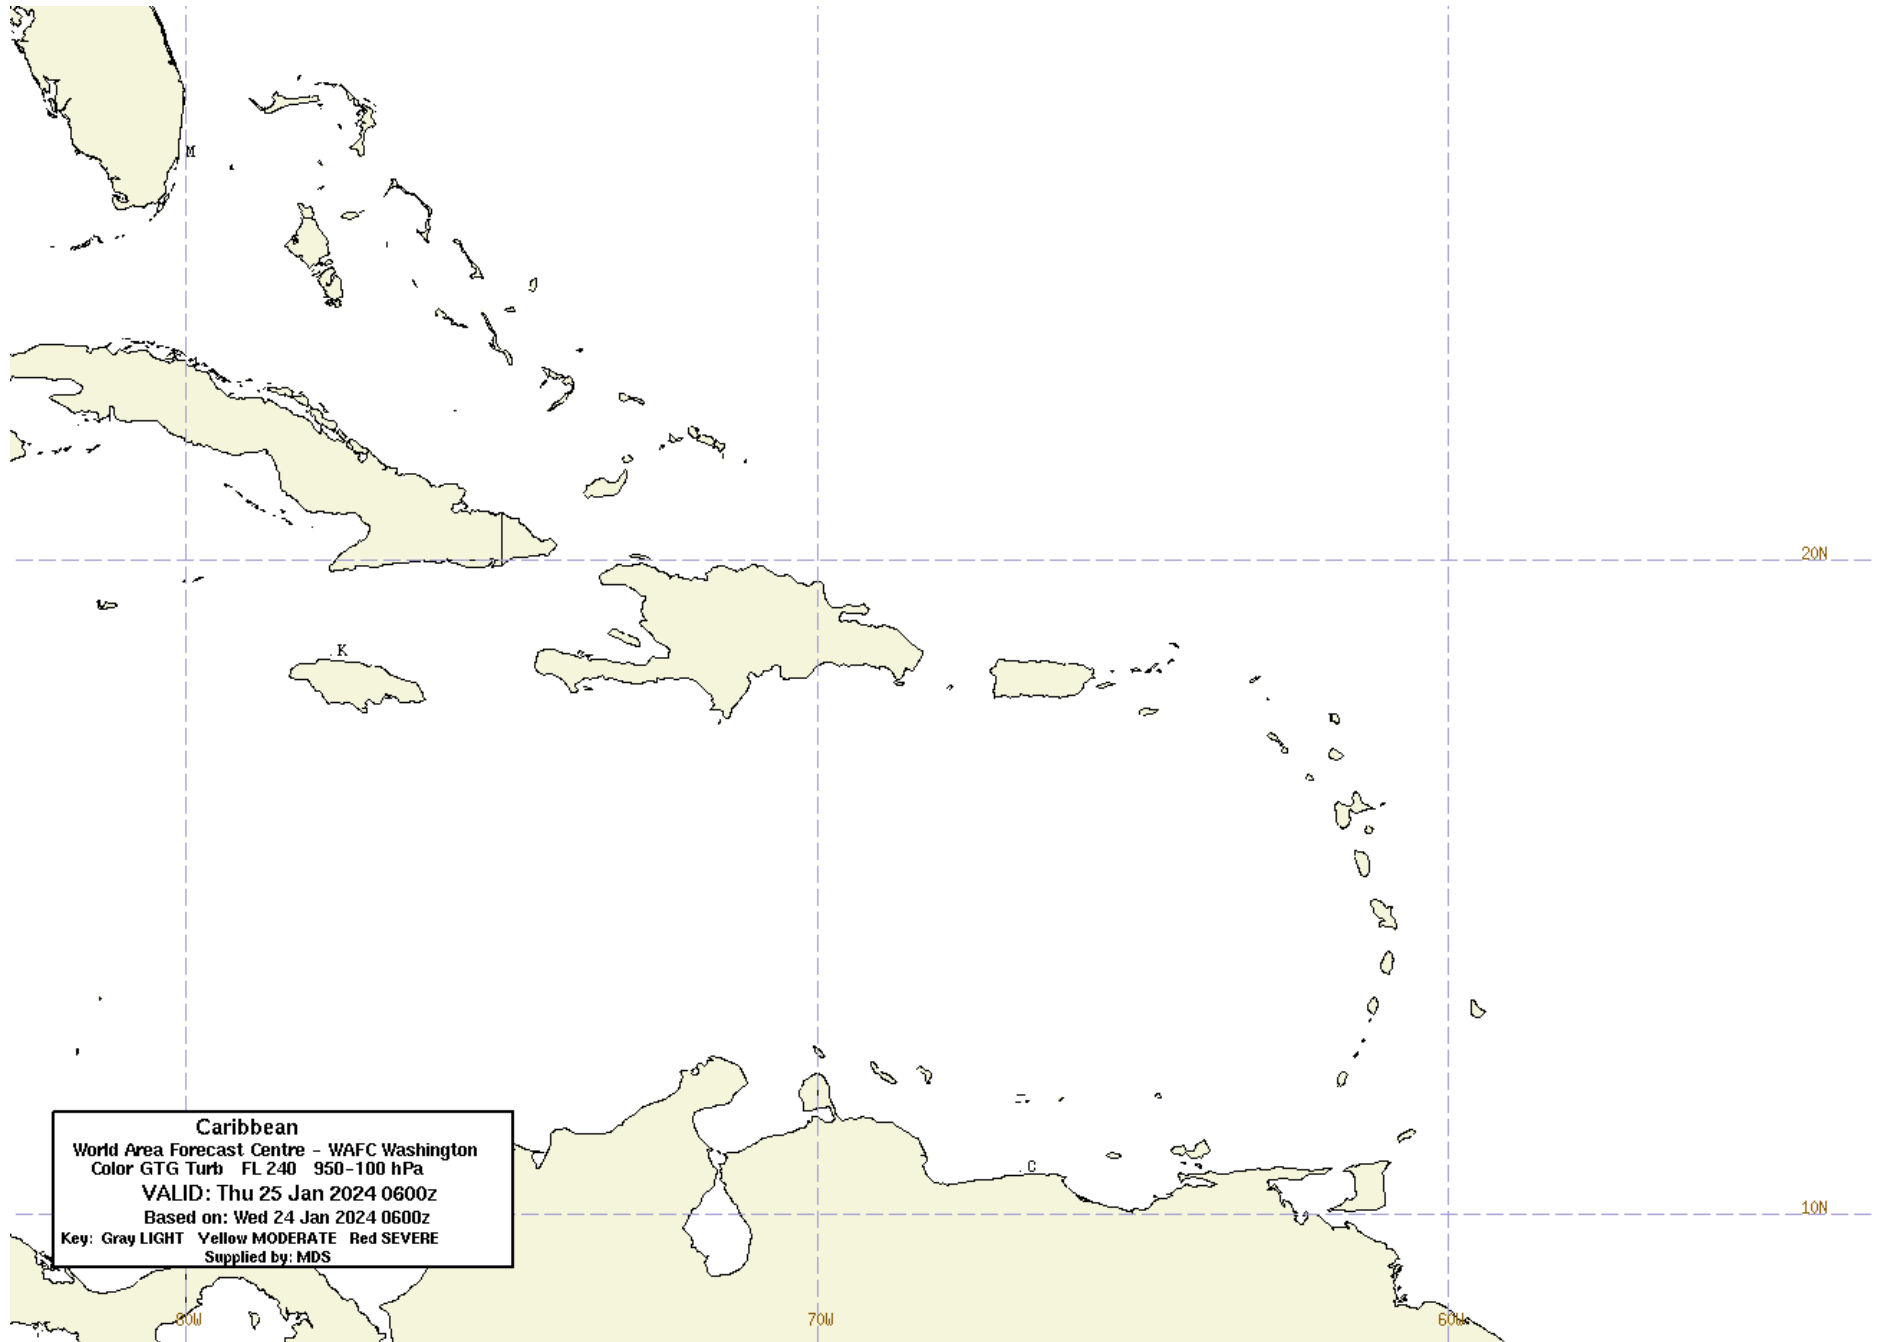 M
20N
K
C
Caribbean
World Area Forecast Centre - WAFC Washington
Color GTG Turb FL 240 950-100 hPa
VALID: Thu 25 Jan 2024 0600z
Based on: Wed 24 Jan 2024 0600z
Key: Gray LIGHT Yellow MODERATE Red SEVERE
Supplied by: MDS
10N
80W
70W
60W